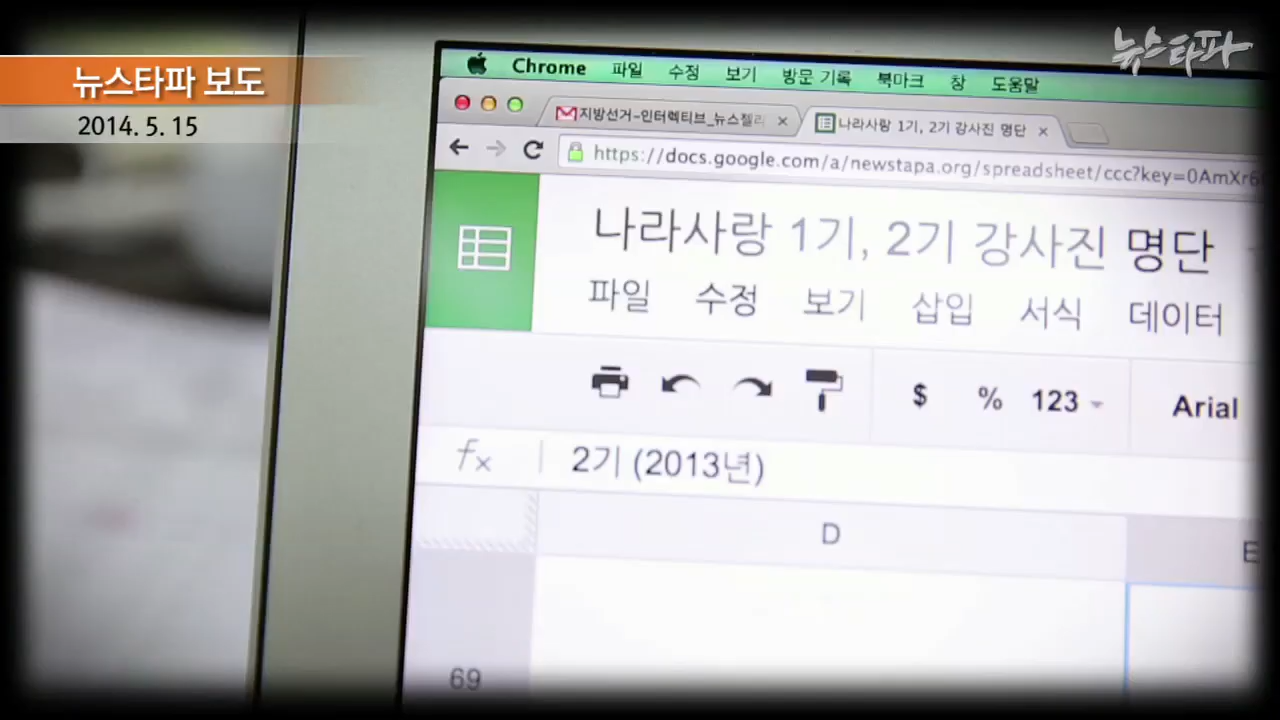 뉴스타파
뉴스타파 보도
2014. 5. 15
Chrome 파일 수정 보기 방문 기록 북마크 창 도움말
지방선거-인터렉티브_뉴스젤리 × 나라사랑 1기, 2기 강사진 명단 ×
https://docs.google.com/a/newstapa.org/spreadsheet/ccc?key=0AmXr6
나라사랑 1기, 2기 강사진 명단
파일 수정 보기 삽입 서식 데이터
$ % 123 Arial
fx 2기 (2013년)
D E
69